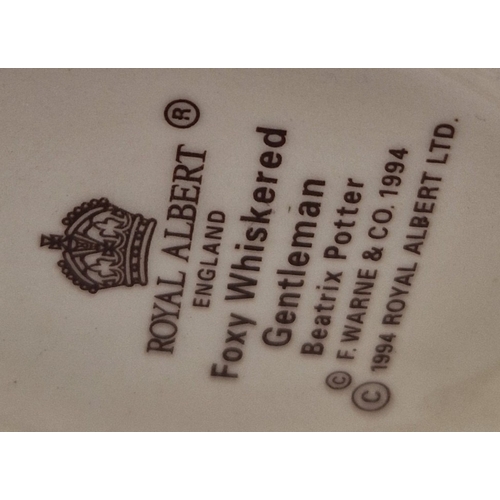 ROYAL ALBERT ®
ENGLAND
Foxy Whiskered
Gentleman
Beatrix Potter
© F. WARNE & CO. 1994
© 1994 ROYAL ALBERT LTD.